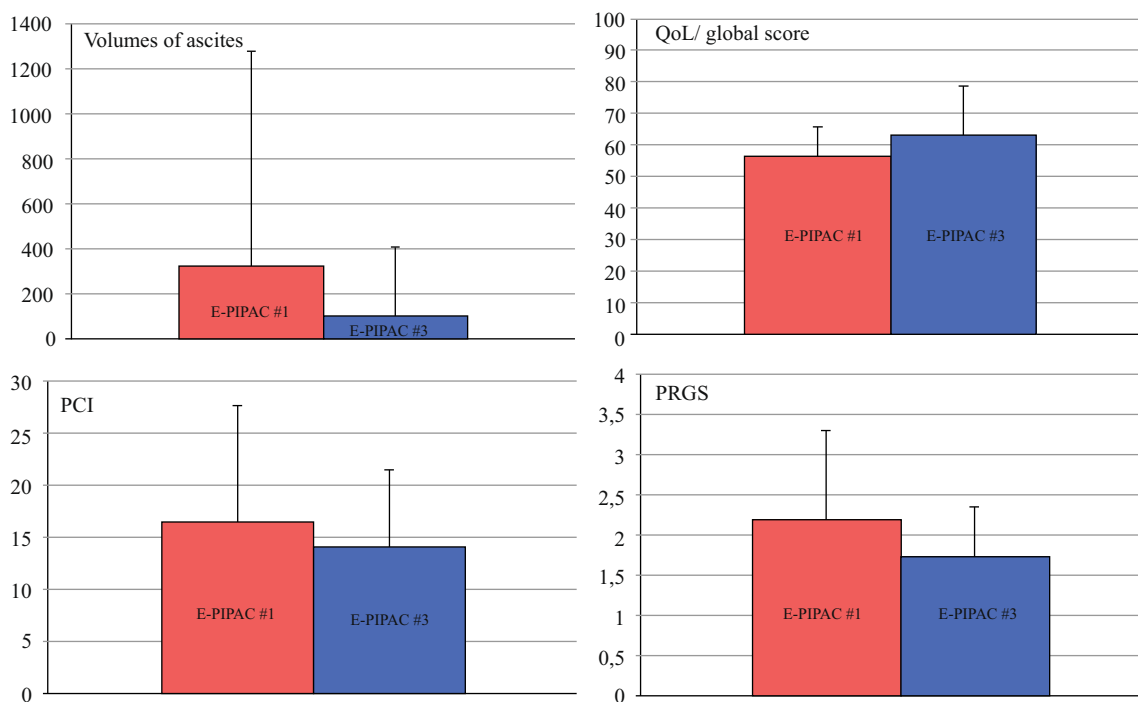 Volumes of ascites
1400
1200
1000
800
600
400
200
0
E-PIPAC #1
E-PIPAC #3
QoL/ global score
100
90
80
70
60
50
40
30
20
10
0
E-PIPAC #1
E-PIPAC #3
PCI
30
25
20
15
10
5
0
E-PIPAC #1
E-PIPAC #3
PRGS
4
3,5
3
2,5
2
1,5
1
0,5
0
E-PIPAC #1
E-PIPAC #3